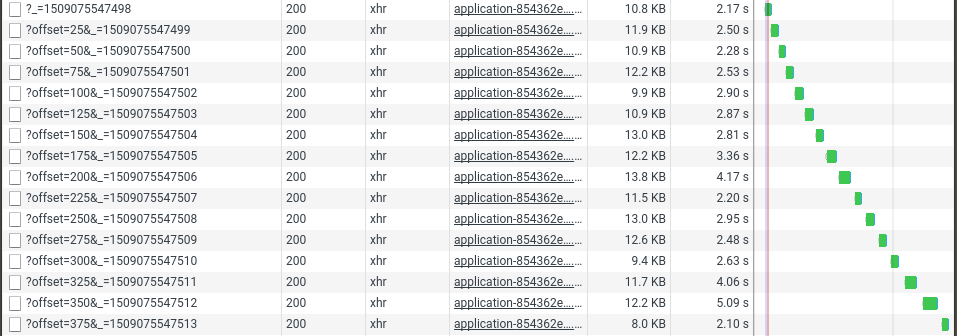 ?_=1509075547498 200 xhr application-854362e.…... 10.8 KB 2.17 s
?offset=25&_=1509075547499 200 xhr application-854362e.…... 11.9 KB 2.50 s
?offset=50&_=1509075547500 200 xhr application-854362e.…... 10.9 KB 2.28 s
?offset=75&_=1509075547501 200 xhr application-854362e.…... 12.2 KB 2.53 s
?offset=100&_=1509075547502 200 xhr application-854362e.…... 9.9 KB 2.90 s
?offset=125&_=1509075547503 200 xhr application-854362e.…... 10.9 KB 2.87 s
?offset=150&_=1509075547504 200 xhr application-854362e.…... 13.0 KB 2.81 s
?offset=175&_=1509075547505 200 xhr application-854362e.…... 12.2 KB 3.36 s
?offset=200&_=1509075547506 200 xhr application-854362e.…... 13.8 KB 4.17 s
?offset=225&_=1509075547507 200 xhr application-854362e.…... 11.5 KB 2.20 s
?offset=250&_=1509075547508 200 xhr application-854362e.…... 13.0 KB 2.95 s
?offset=275&_=1509075547509 200 xhr application-854362e.…... 12.6 KB 2.48 s
?offset=300&_=1509075547510 200 xhr application-854362e.…... 9.4 KB 2.63 s
?offset=325&_=1509075547511 200 xhr application-854362e.…... 11.7 KB 4.06 s
?offset=350&_=1509075547512 200 xhr application-854362e.…... 12.2 KB 5.09 s
?offset=375&_=1509075547513 200 xhr application-854362e.…... 8.0 KB 2.10 s